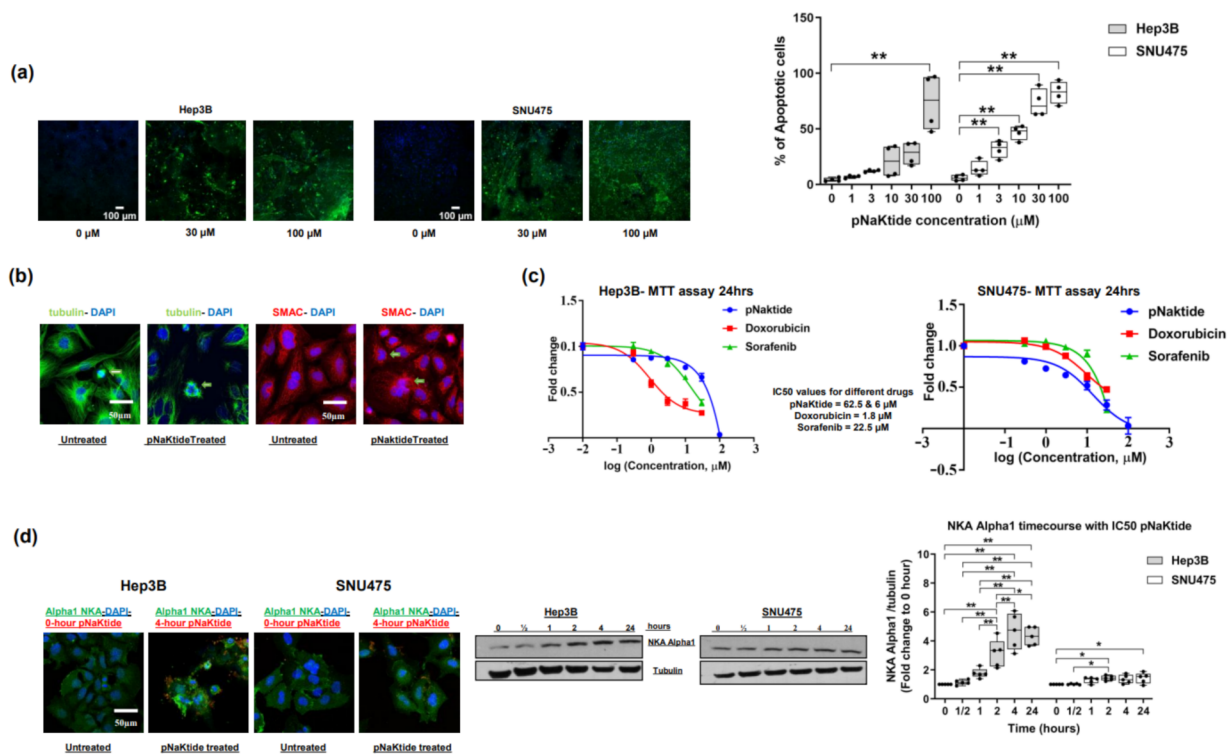 (a)
Hep3B
SNU475
100 µm
100 µm
0 µM
30 µM
100 µM
0 µM
30 µM
100 µM
% of Apoptotic cells
150
100
50
0
**
**
**
**
**
Hep3B
SNU475
0 1 3 10 30 100 0 1 3 10 30 100
pNaKtide concentration (µM)
(b)
tubulin- DAPI
tubulin- DAPI
SMAC- DAPI
SMAC- DAPI
50µm
50µm
Untreated
pNaKtideTreated
Untreated
pNaktideTreated
(c)
Hep3B- MTT assay 24hrs
Fold change
1.5
0.1
0.5
-2 -1 0 1 2 3
log (Concentration, µM)
pNaktide
Doxorubicin
Sorafenib
IC50 values for different drugs
pNaKtide = 62.5 & 6 µM
Doxorubicin = 1.8 µM
Sorafenib = 22.5 µM
SNU475- MTT assay 24hrs
Fold change
1.5
1.0
0.5
-0.5
-1 0 1 2 3
log (Concentration, µM)
pNaktide
Doxorubicin
Sorafenib
(d)
Hep3B
SNU475
Alpha1 NKA-DAPI-
0-hour pNaKtide
Alpha1 NKA-DAPI-
4-hour pNaKtide
Alpha1 NKA-DAPI-
0-hour pNaKtide
Alpha1 NKA-DAPI-
4-hour pNaKtide
50µm
Untreated
pNaKtide treated
Untreated
pNaKtide treated
Hep3B
SNU475
0 ½ 1 2 4 24
hours
0 ½ 1 2 4 24
NKA Alpha1
Tubulin
NKA Alpha1 timecourse with IC50 pNaKtide
NKA Alpha1 /tubulin
(Fold change to 0 hour)
10
8
6
4
2
0
**
**
**
**
**
*
**
**
**
**
*
*
*
Hep3B
SNU475
0 1/2 1 2 4 24 0 1/2 1 2 4 24
Time (hours)